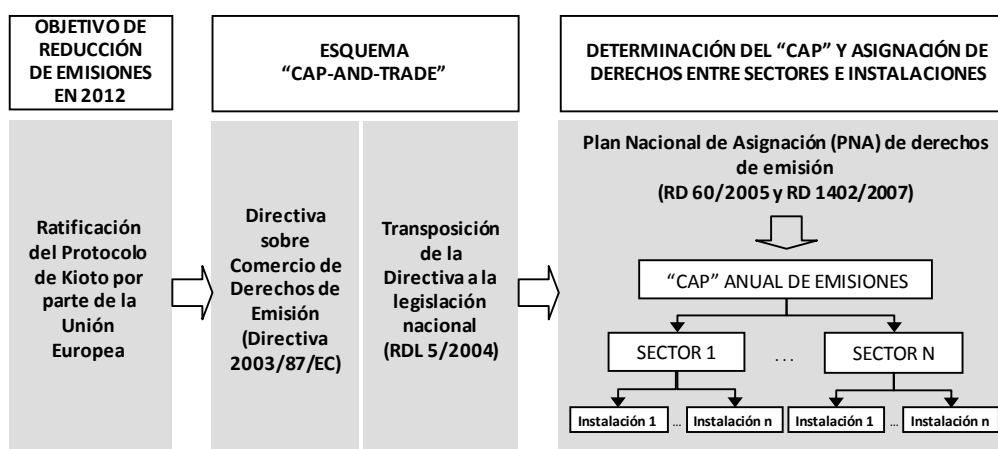 OBJETIVO DE
REDUCCIÓN
DE EMISIONES
EN 2012
ESQUEMA
“CAP-AND-TRADE”
DETERMINACIÓN DEL “CAP” Y ASIGNACIÓN DE
DERECHOS ENTRE SECTORES E INSTALACIONES
Ratificación
del Protocolo
de Kioto por
parte de la
Unión
Europea
Directiva
sobre
Comercio de
Derechos de
Emisión
(Directiva
2003/87/EC)
Transposición
de la
Directiva a la
legislación
nacional
(RDL 5/2004)
Plan Nacional de Asignación (PNA) de derechos
de emisión
(RD 60/2005 y RD 1402/2007)
“CAP” ANUAL DE EMISIONES
SECTOR 1 ... SECTOR N
Instalación 1 ... Instalación n Instalación 1 ... Instalación n